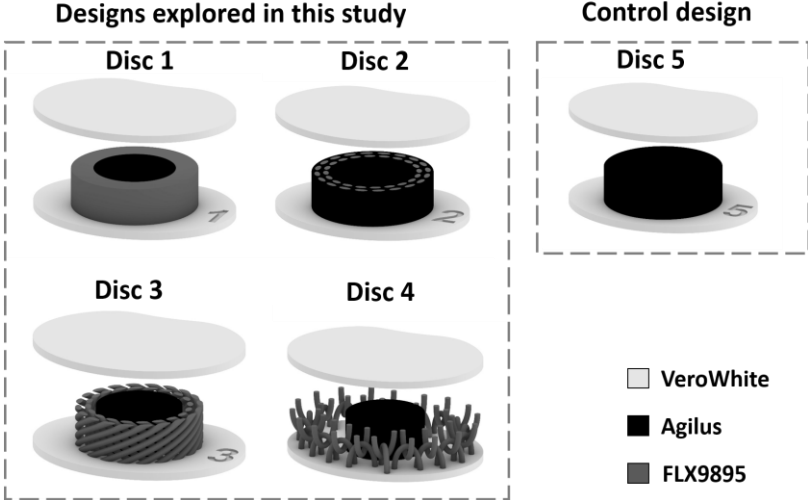 Designs explored in this study
Control design
Disc 1
Disc 2
Disc 5
1
2
5
Disc 3
Disc 4
3
VeroWhite
Agilus
FLX9895